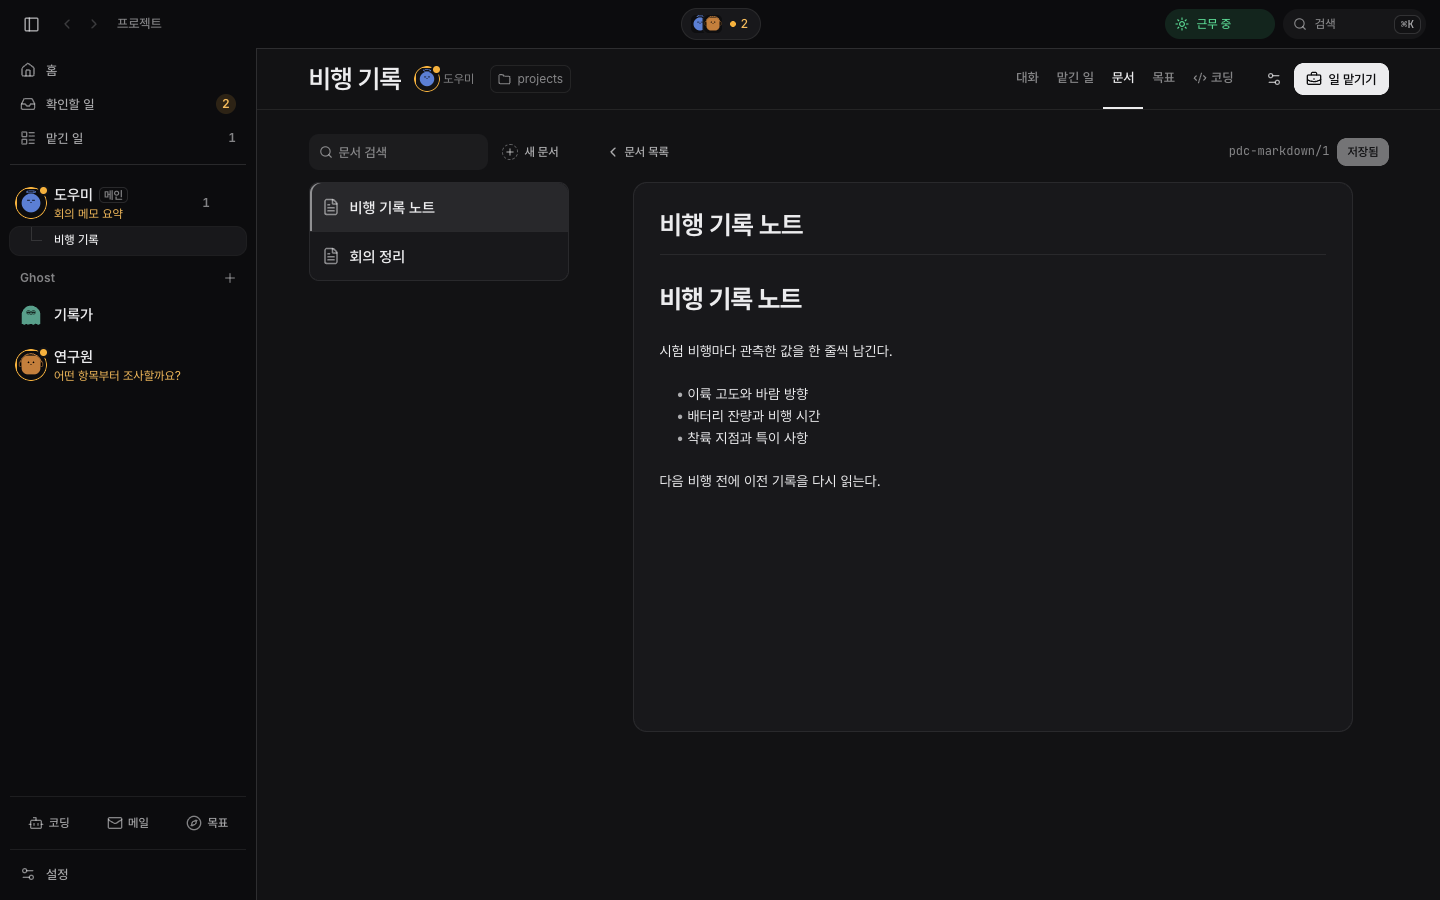 프로젝트
2
근무 중
검색
⌘K
홈
확인할 일
2
맡긴 일
1
도우미
메인
회의 메모 요약
1
비행 기록
Ghost
기록가
연구원
어떤 항목부터 조사할까요?
코딩
메일
목표
설정
비행 기록
도우미
projects
대화
맡긴 일
문서
목표
코딩
일 맡기기
문서 검색
새 문서
문서 목록
pdc-markdown/1
저장됨
비행 기록 노트
회의 정리
비행 기록 노트
비행 기록 노트
시험 비행마다 관측한 값을 한 줄씩 남긴다.
• 이륙 고도와 바람 방향
• 배터리 잔량과 비행 시간
• 착륙 지점과 특이 사항
다음 비행 전에 이전 기록을 다시 읽는다.